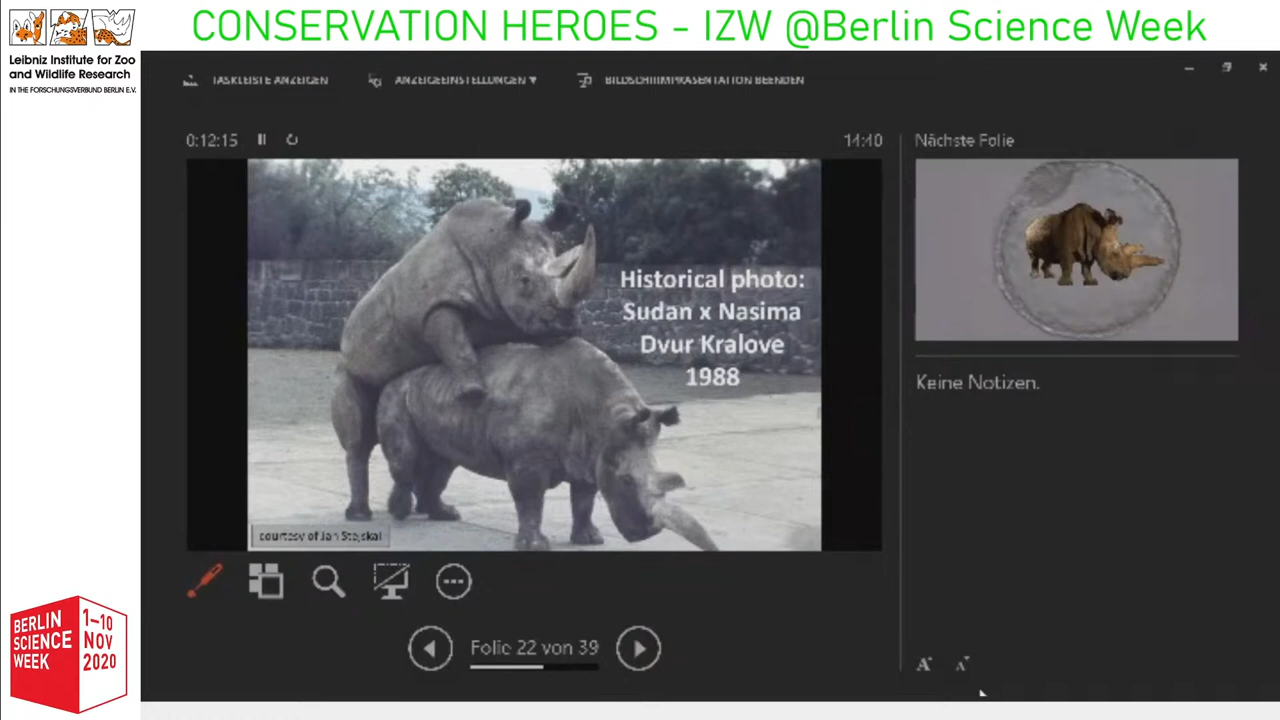 CONSERVATION HEROES - IZW @Berlin Science Week
Leibniz Institute for Zoo
and Wildlife Research
IN THE FORSCHUNGSVERBUND BERLIN E.V.
TASKLEISTE ANZEIGEN
ANZEIGEEINSTELLUNGEN
BILDSCHIRMPRÄSENTATION BEENDEN
0:12:15
14:40
Nächste Folie
Historical photo:
Sudan x Nasima
Dvur Kralove
1988
courtesy of Jan Stejskal
Keine Notizen.
Folie 22 von 39
A
A
BERLIN
SCIENCE
WEEK
1–10
NOV
2020